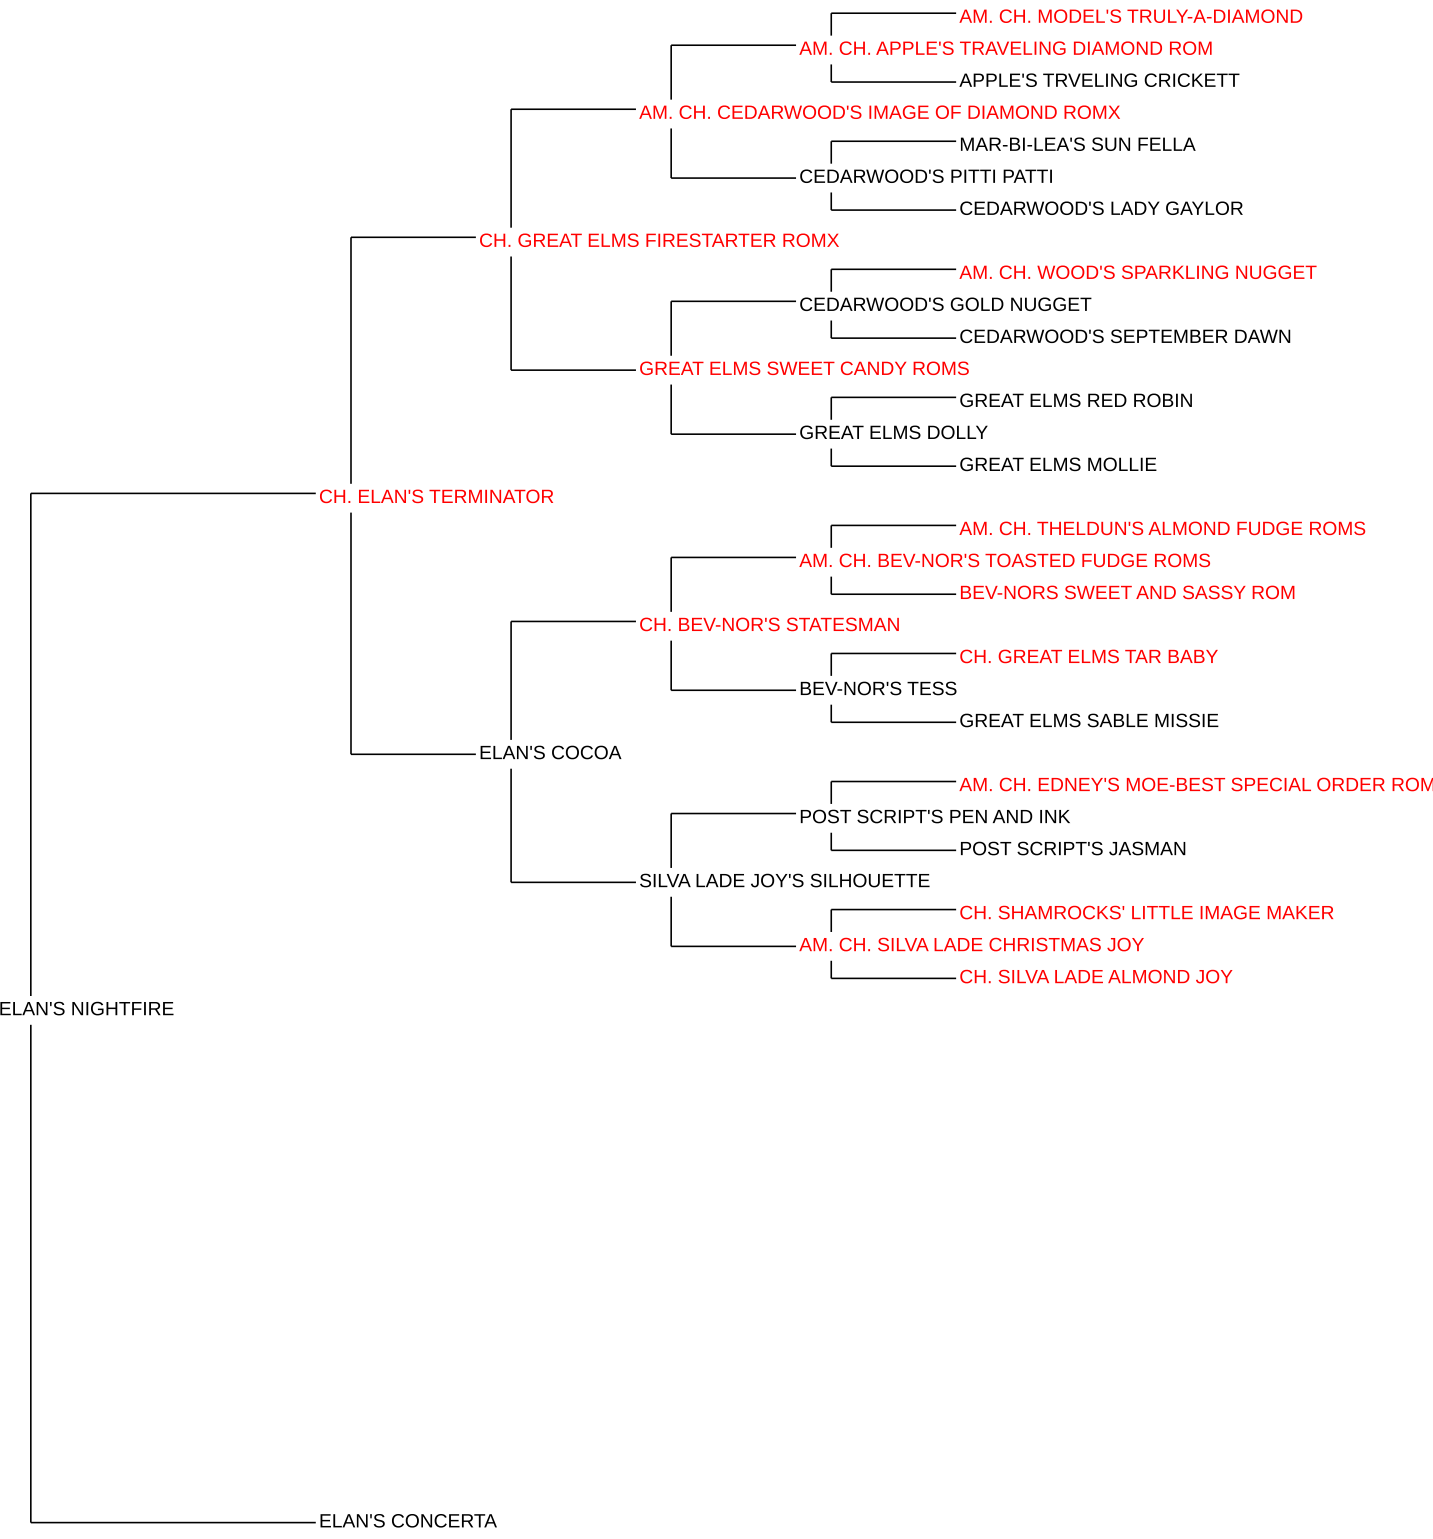 AM. CH. MODEL'S TRULY-A-DIAMOND
AM. CH. APPLE'S TRAVELING DIAMOND ROM
APPLE'S TRVELING CRICKETT
AM. CH. CEDARWOOD'S IMAGE OF DIAMOND ROMX
MAR-BI-LEA'S SUN FELLA
CEDARWOOD'S PITTI PATTI
CEDARWOOD'S LADY GAYLOR
CH. GREAT ELMS FIRESTARTER ROMX
AM. CH. WOOD'S SPARKLING NUGGET
CEDARWOOD'S GOLD NUGGET
CEDARWOOD'S SEPTEMBER DAWN
GREAT ELMS SWEET CANDY ROMS
GREAT ELMS RED ROBIN
GREAT ELMS DOLLY
GREAT ELMS MOLLIE
CH. ELAN'S TERMINATOR
AM. CH. THELDUN'S ALMOND FUDGE ROMS
AM. CH. BEV-NOR'S TOASTED FUDGE ROMS
BEV-NORS SWEET AND SASSY ROM
CH. BEV-NOR'S STATESMAN
CH. GREAT ELMS TAR BABY
BEV-NOR'S TESS
GREAT ELMS SABLE MISSIE
ELAN'S COCOA
AM. CH. EDNEY'S MOE-BEST SPECIAL ORDER ROM
POST SCRIPT'S PEN AND INK
POST SCRIPT'S JASMAN
SILVA LADE JOY'S SILHOUETTE
CH. SHAMROCKS' LITTLE IMAGE MAKER
AM. CH. SILVA LADE CHRISTMAS JOY
CH. SILVA LADE ALMOND JOY
ELAN'S NIGHTFIRE
ELAN'S CONCERTA